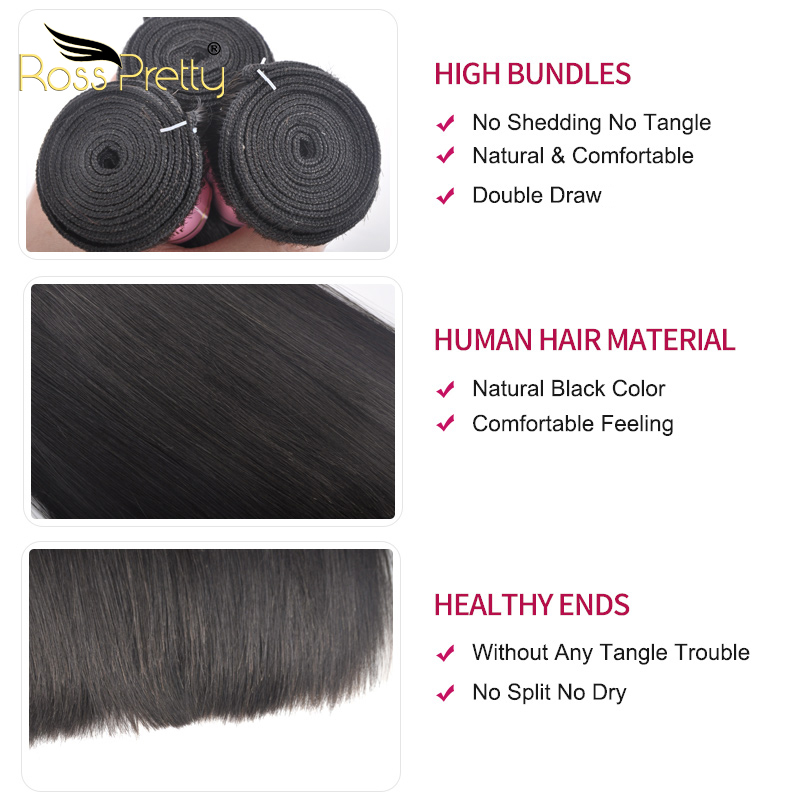 Ross Pretty®
HIGH BUNDLES
No Shedding No Tangle
Natural & Comfortable
Double Draw
HUMAN HAIR MATERIAL
Natural Black Color
Comfortable Feeling
HEALTHY ENDS
Without Any Tangle Trouble
No Split No Dry